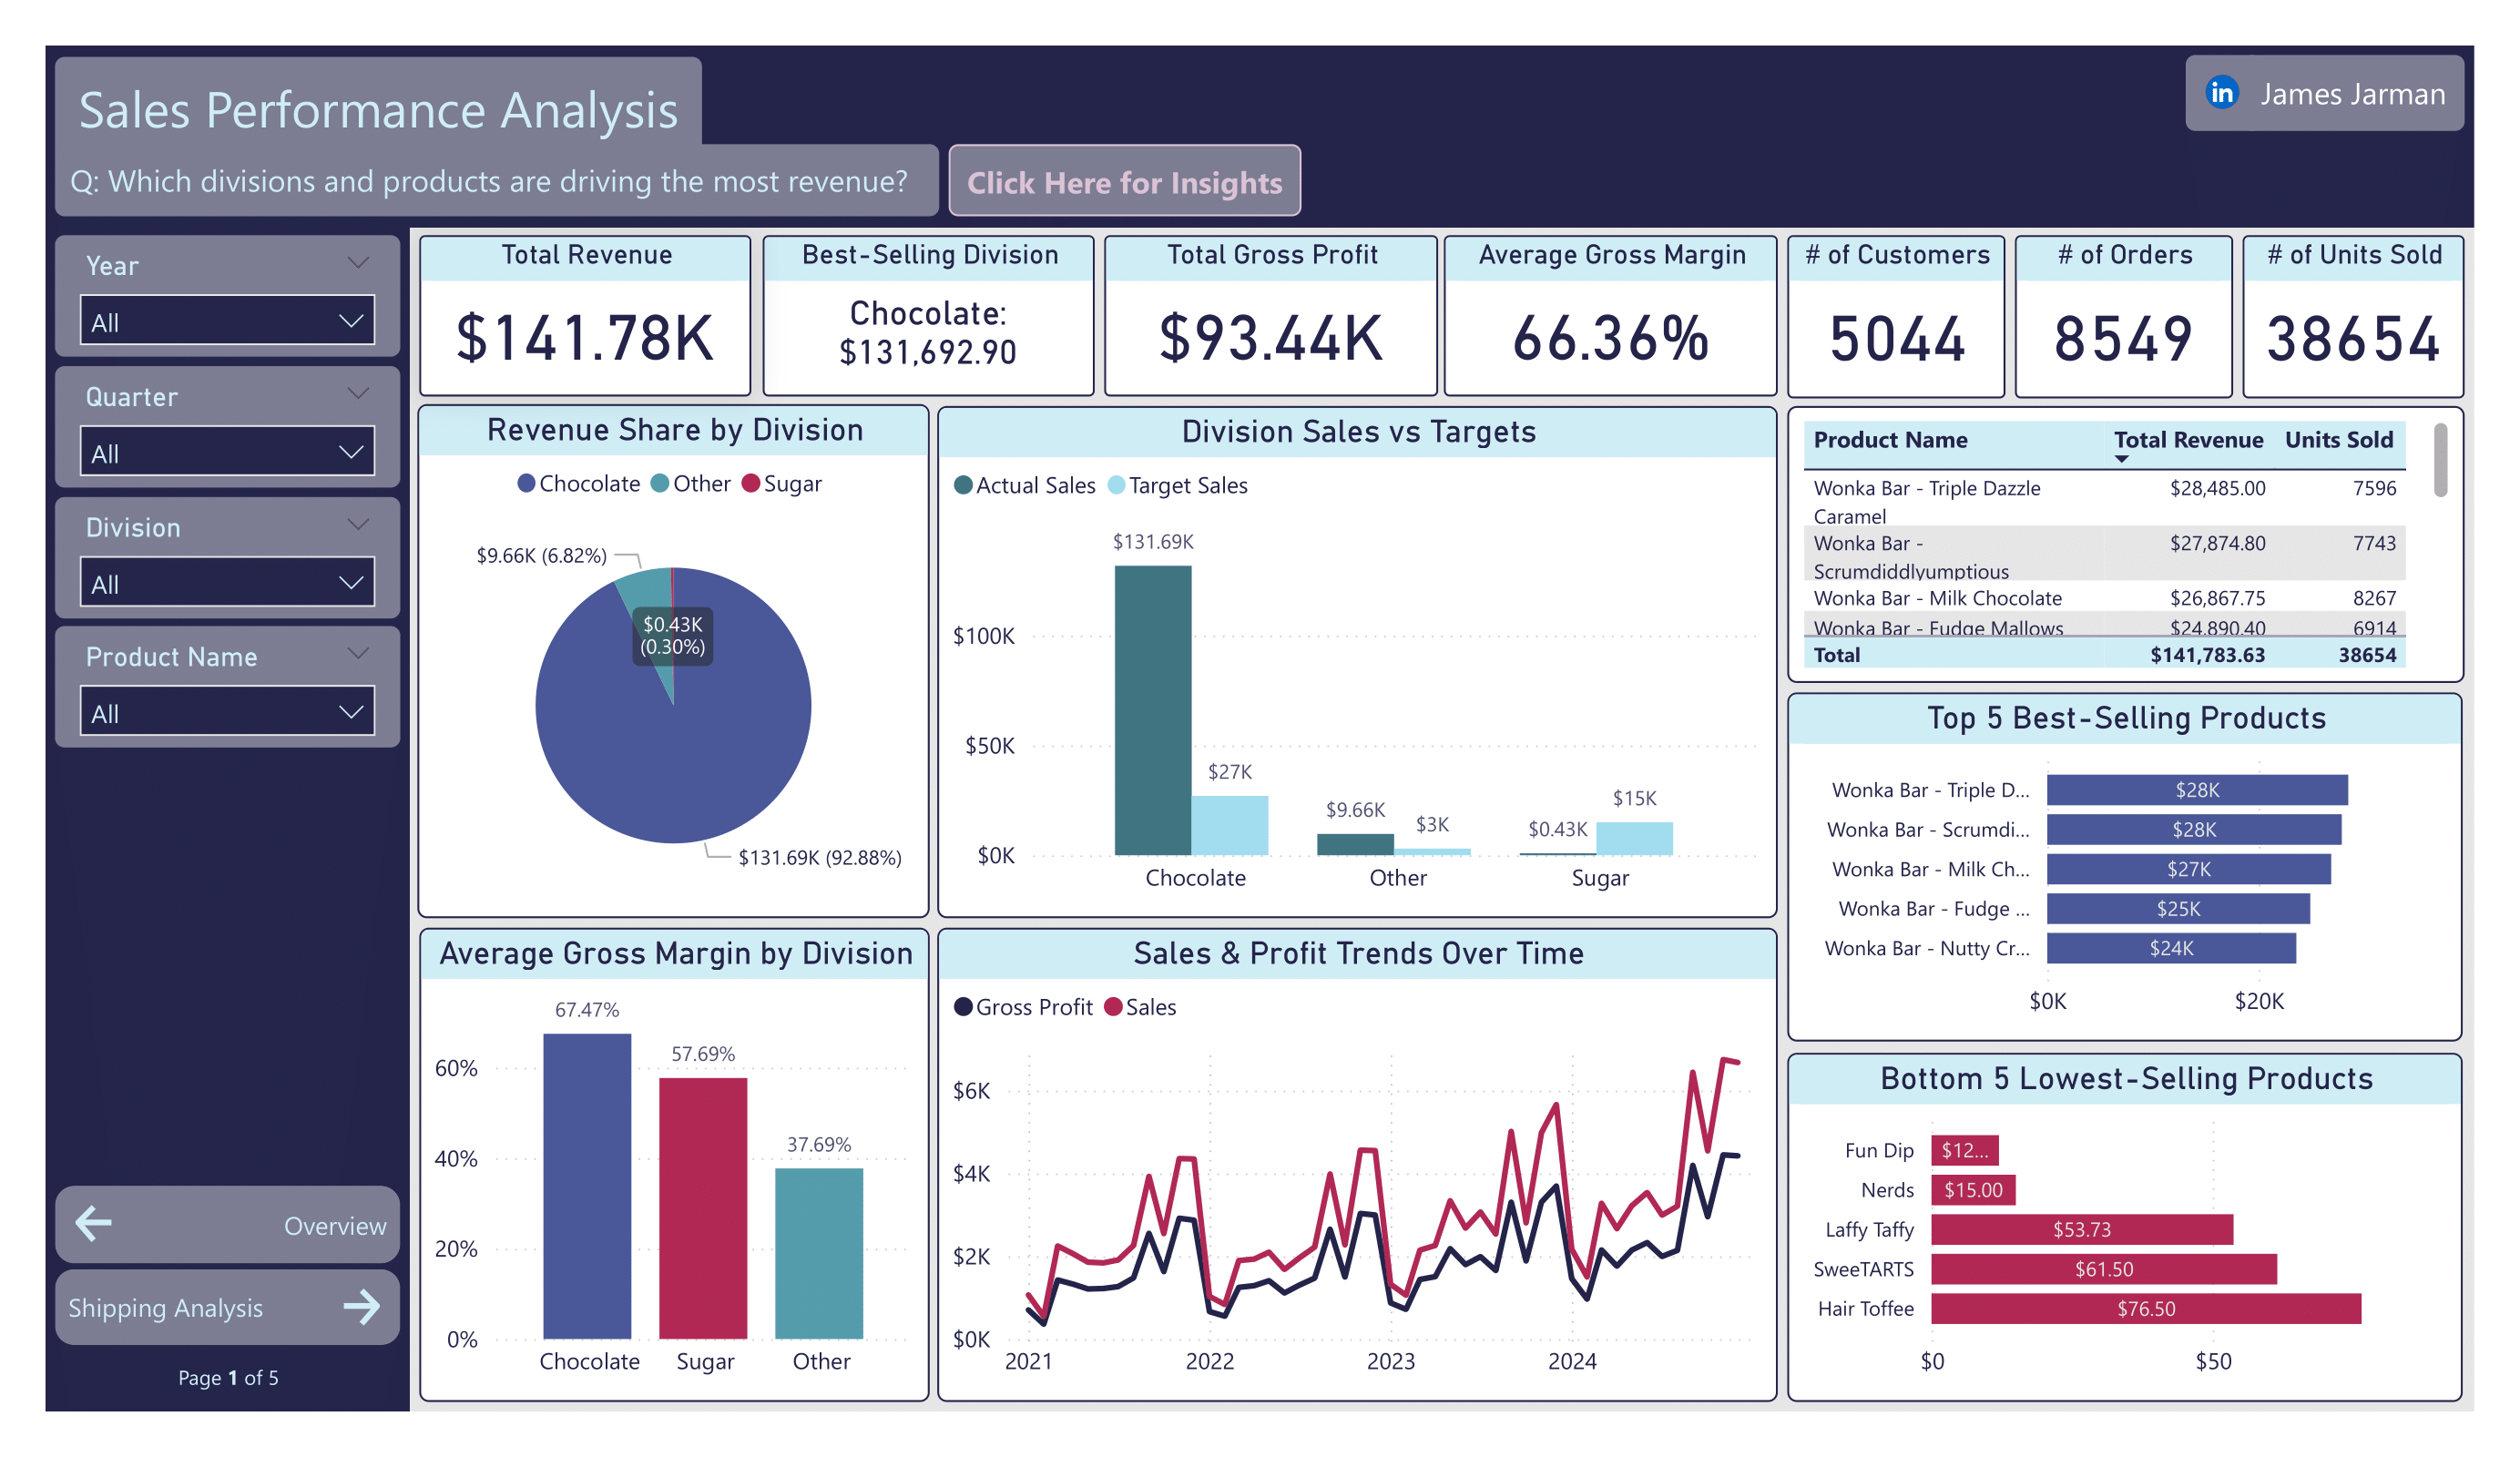 Sales Performance Analysis
in James Jarman
Q: Which divisions and products are driving the most revenue?
Click Here for Insights
Year
All
Quarter
All
Division
All
Product Name
All
Overview
Shipping Analysis
Page 1 of 5
Total Revenue
$141.78K
Best-Selling Division
Chocolate:
$131,692.90
Total Gross Profit
$93.44K
Average Gross Margin
66.36%
# of Customers
5044
# of Orders
8549
# of Units Sold
38654
Revenue Share by Division
Chocolate Other Sugar
$9.66K (6.82%)
$0.43K
(0.30%)
$131.69K (92.88%)
Division Sales vs Targets
Actual Sales Target Sales
$131.69K
$100K
$50K
$0K
$27K
$9.66K
$3K
$0.43K
$15K
Chocolate Other Sugar
Product Name Total Revenue Units Sold
Wonka Bar - Triple Dazzle $28,485.00 7596
Caramel
Wonka Bar - $27,874.80 7743
Scrumdiddlyumptious
Wonka Bar - Milk Chocolate $26,867.75 8267
Wonka Bar - Fudge Mallows $24,890.40 6914
Total $141,783.63 38654
Top 5 Best-Selling Products
Wonka Bar - Triple D... $28K
Wonka Bar - Scrumdi... $28K
Wonka Bar - Milk Ch... $27K
Wonka Bar - Fudge ... $25K
Wonka Bar - Nutty Cr... $24K
$0K $20K
Average Gross Margin by Division
67.47%
57.69%
37.69%
60%
40%
20%
0%
Chocolate Sugar Other
Sales & Profit Trends Over Time
Gross Profit Sales
$6K
$4K
$2K
$0K
2021 2022 2023 2024
Bottom 5 Lowest-Selling Products
Fun Dip $12...
Nerds $15.00
Laffy Taffy $53.73
SweeTARTS $61.50
Hair Toffee $76.50
$0 $50